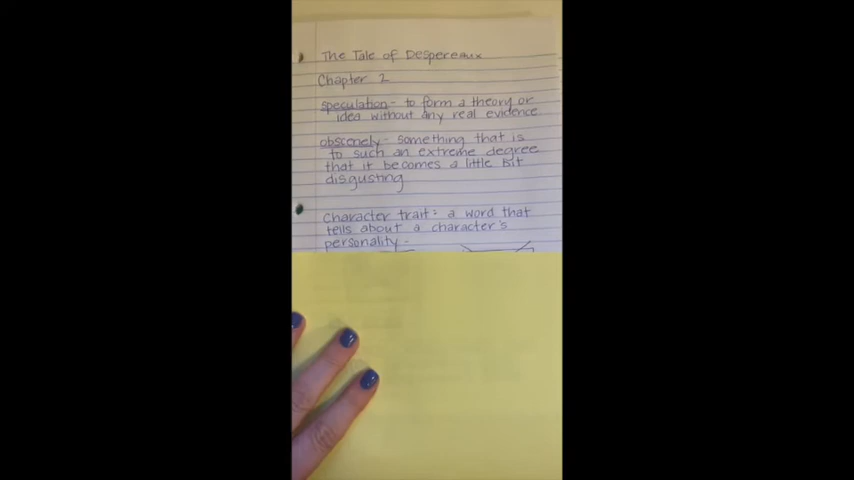 The Tale of Despereaux
Chapter 2
speculation - to form a theory or
idea without any real evidence
obscenely - something that is
to such an extreme degree
that it becomes a little bit
disgusting
Character trait: a word that
tells about a character's
personality -